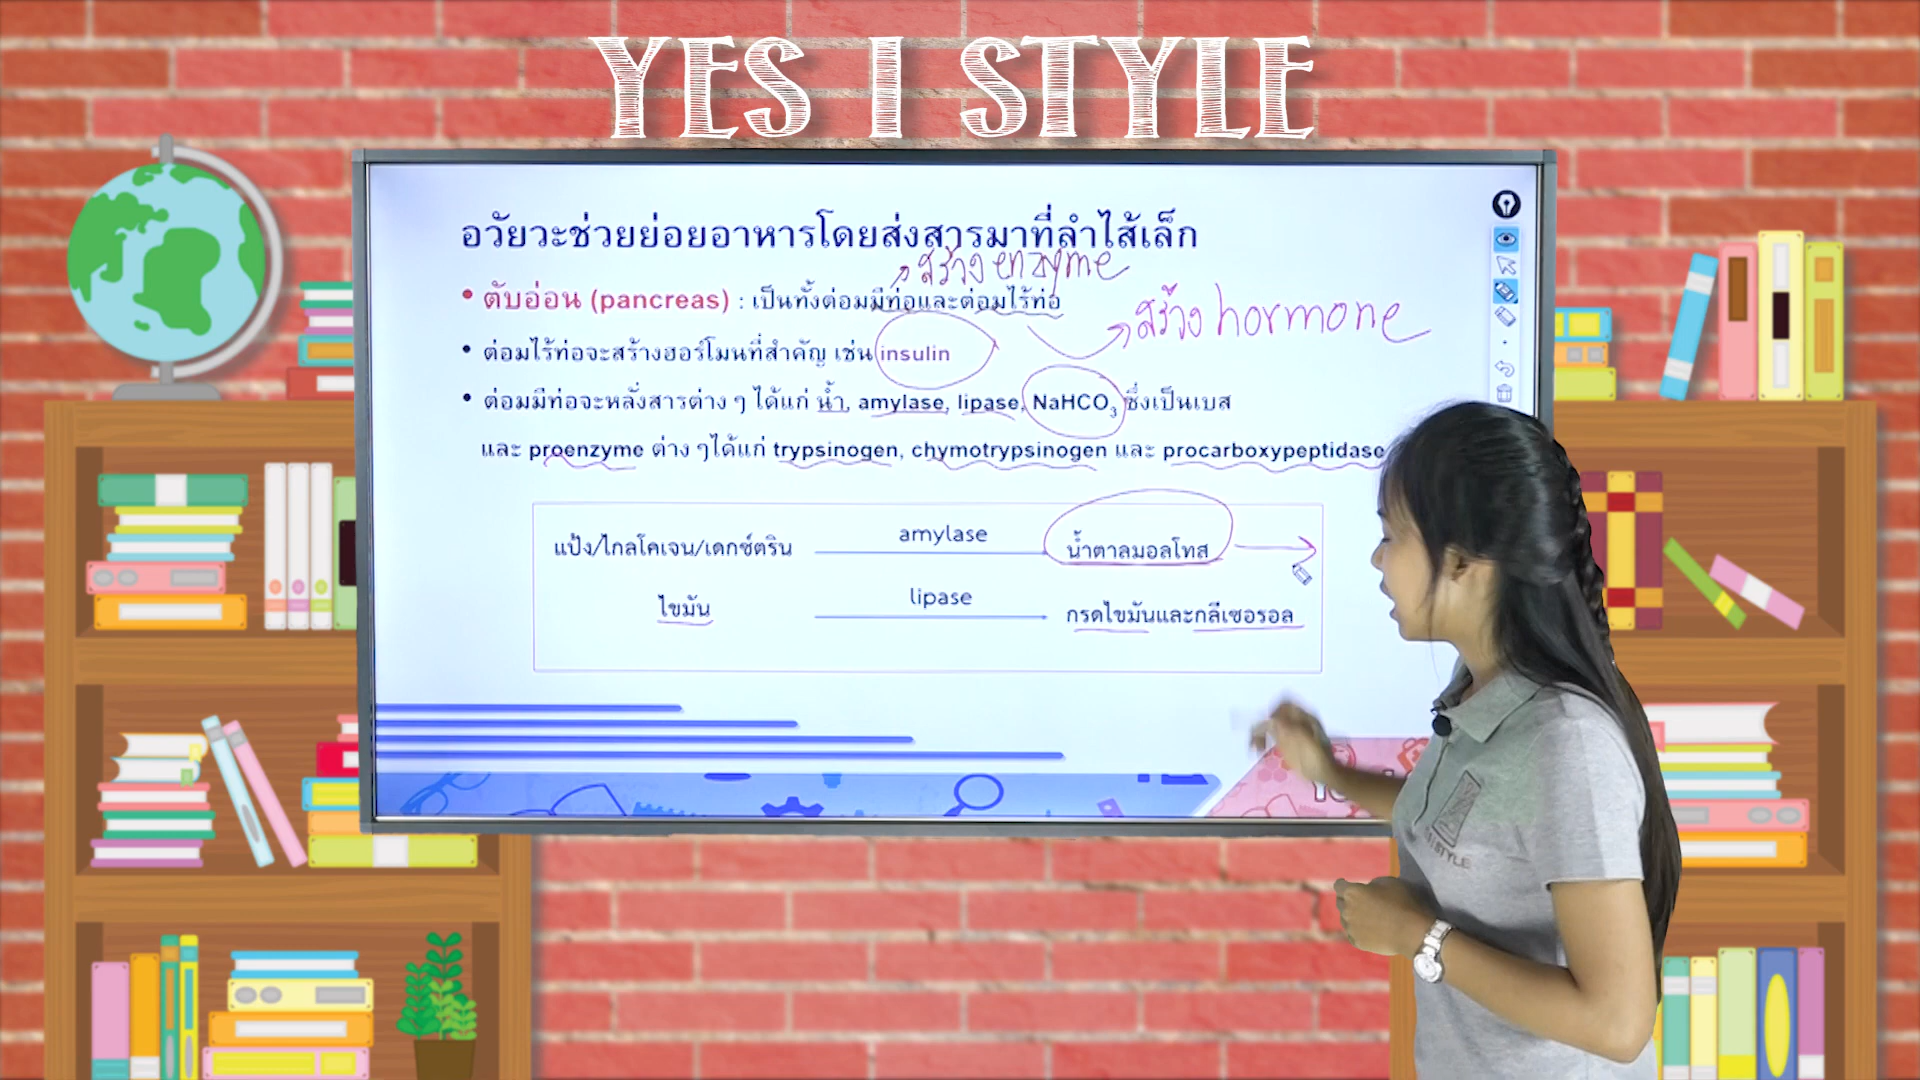 YES I STYLE
อวัยวะช่วยย่อยอาหารโดยส่งสารมาที่ลำไส้เล็ก
สร้าง enzyme
• ตับอ่อน (pancreas) : เป็นทั้งต่อมมีท่อและต่อมไร้ท่อ
สร้าง hormone
• ต่อมไร้ท่อจะสร้างฮอร์โมนที่สำคัญ เช่น insulin
• ต่อมมีท่อจะหลั่งสารต่าง ๆ ได้แก่ น้ำ, amylase, lipase, NaHCO₃ ซึ่งเป็นเบส
และ proenzyme ต่าง ๆได้แก่ trypsinogen, chymotrypsinogen และ procarboxypeptidase
แป้ง/ไกลโคเจน/เดกซ์ตริน amylase น้ำตาลมอลโทส
ไขมัน lipase กรดไขมันและกลีเซอรอล
STYLE